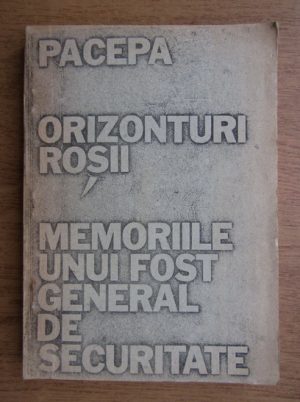 PACEPA
ORIZONTURI
ROȘII
MEMORIILE
UNUI FOST
GENERAL
DE
SECURITATE